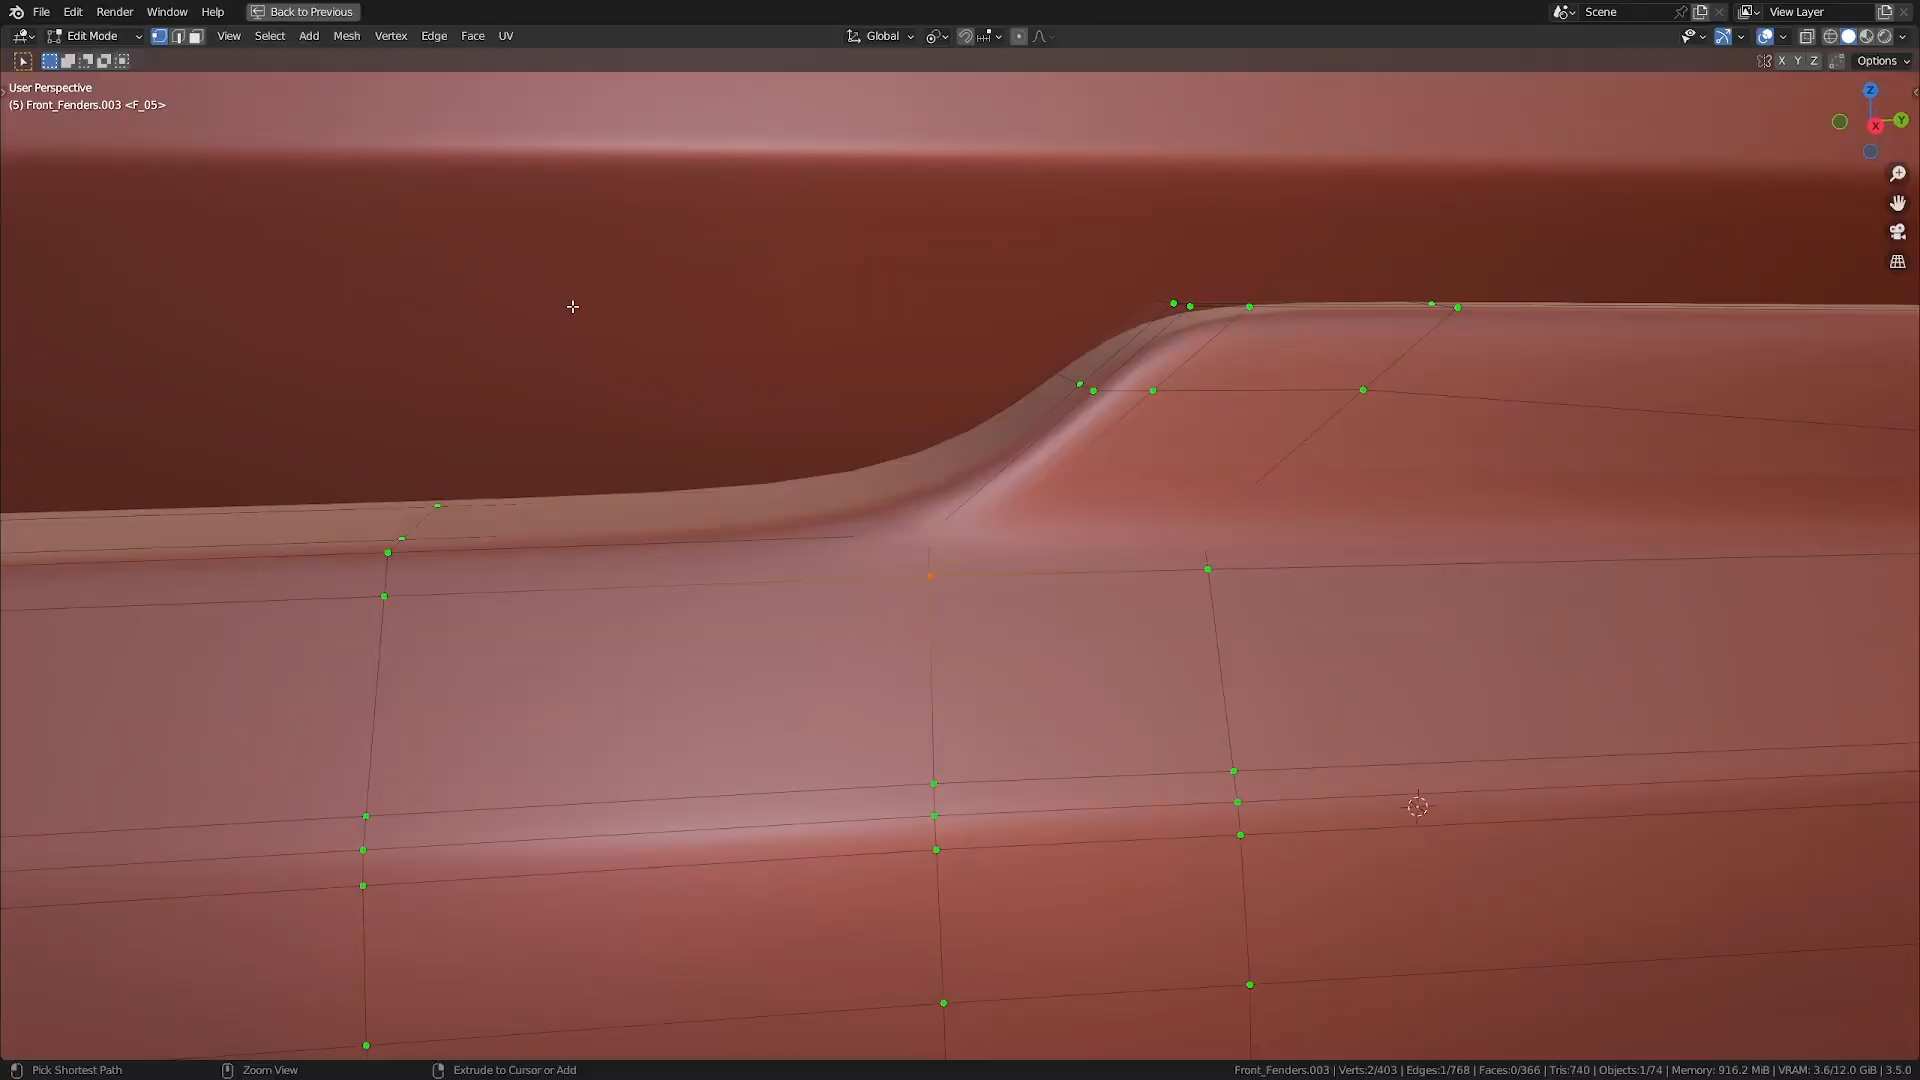 File Edit Render Window Help Back to Previous Scene View Layer
Edit Mode View Select Add Mesh Vertex Edge Face UV Global
X Y Z Options
User Perspective
(5) Front_Fenders.003 <F_05>
Z
Y
X
Pick Shortest Path Zoom View Extrude to Cursor or Add Front_Fenders.003 | Verts:2/403 | Edges:1/768 | Faces:0/366 | Tris:740 | Objects:1/74 | Memory: 916.2 MiB | VRAM: 3.6/12.0 GiB | 3.5.0